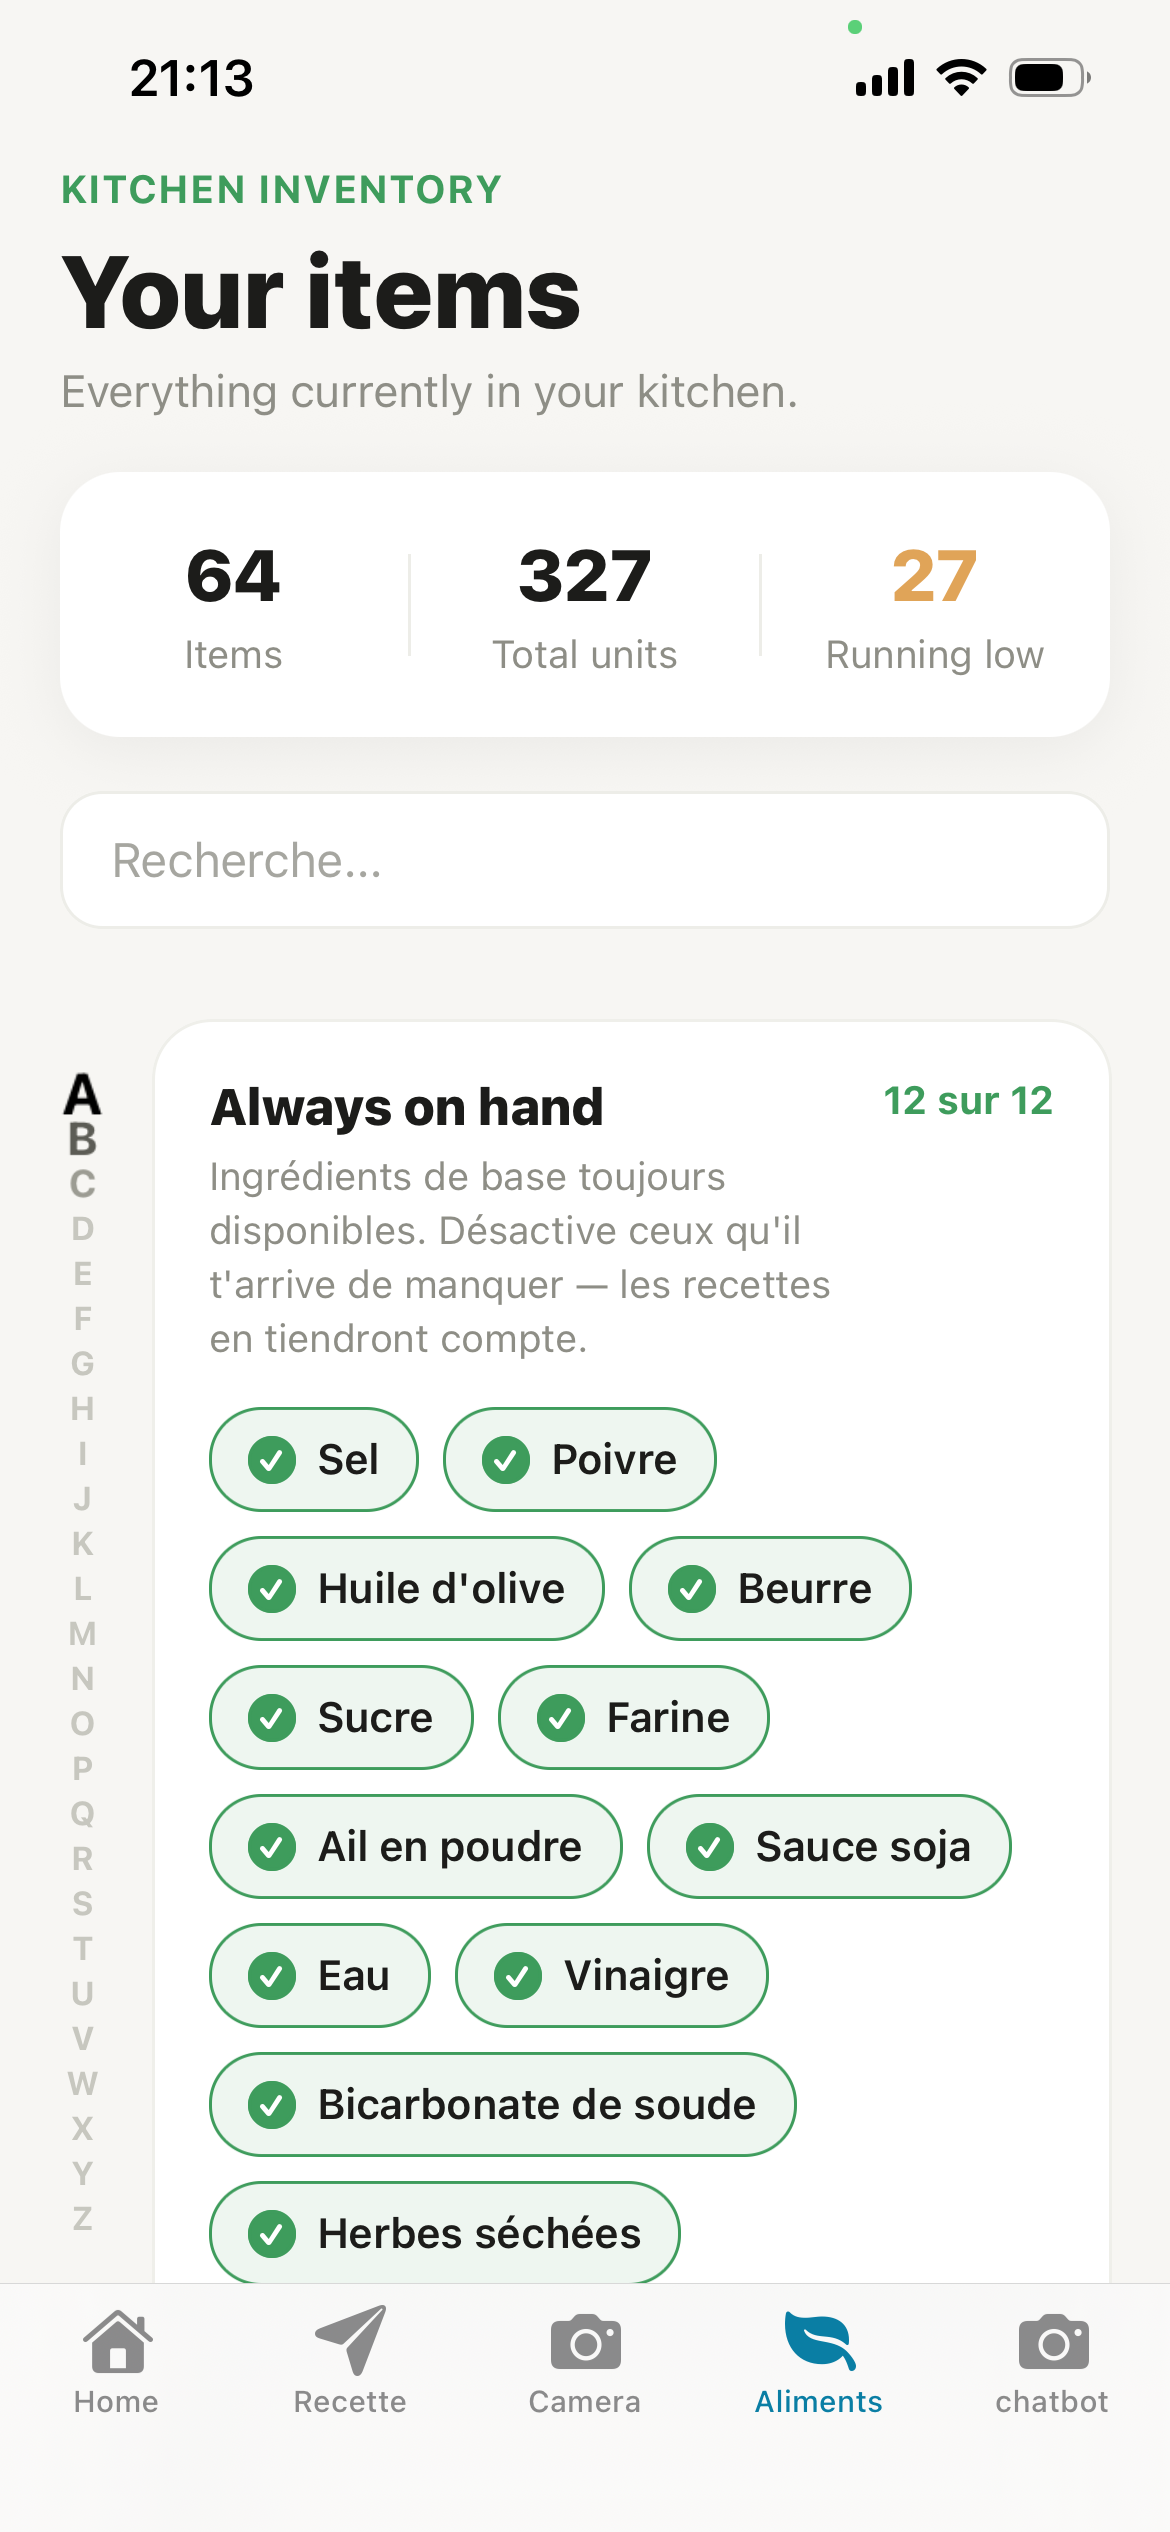 21:13
KITCHEN INVENTORY
Your items
Everything currently in your kitchen.
64
Items
327
Total units
27
Running low
Recherche...
A
B
C
D
E
F
G
H
I
J
K
L
M
N
O
P
Q
R
S
T
U
V
W
X
Y
Z
Always on hand
12 sur 12
Ingrédients de base toujours
disponibles. Désactive ceux qu'il
t'arrive de manquer — les recettes
en tiendront compte.
Sel
Poivre
Huile d'olive
Beurre
Sucre
Farine
Ail en poudre
Sauce soja
Eau
Vinaigre
Bicarbonate de soude
Herbes séchées
Home
Recette
Camera
Aliments
chatbot